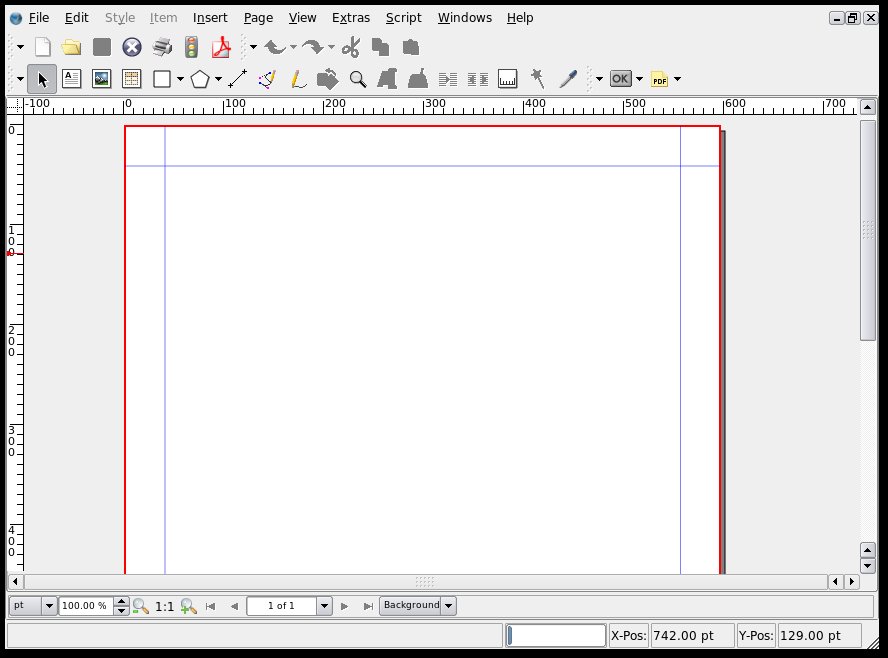 File Edit Style Item Insert Page View Extras Script Windows Help
A OK PDF
-100 0 100 200 300 400 500 600 700
0
100
200
300
400
pt 100.00 % 1:1 1 of 1 Background
X-Pos: 742.00 pt Y-Pos: 129.00 pt